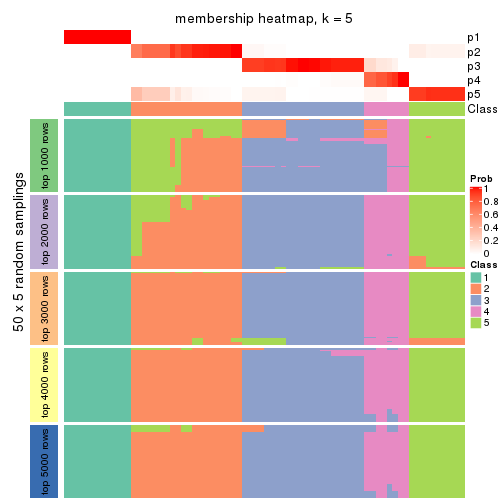 membership heatmap, k = 5
p1
p2
p3
p4
p5
Class
50 x 5 random samplings
top 1000 rows
top 2000 rows
top 3000 rows
top 4000 rows
top 5000 rows
Prob
1
0.8
0.6
0.4
0.2
0
Class
1
2
3
4
5